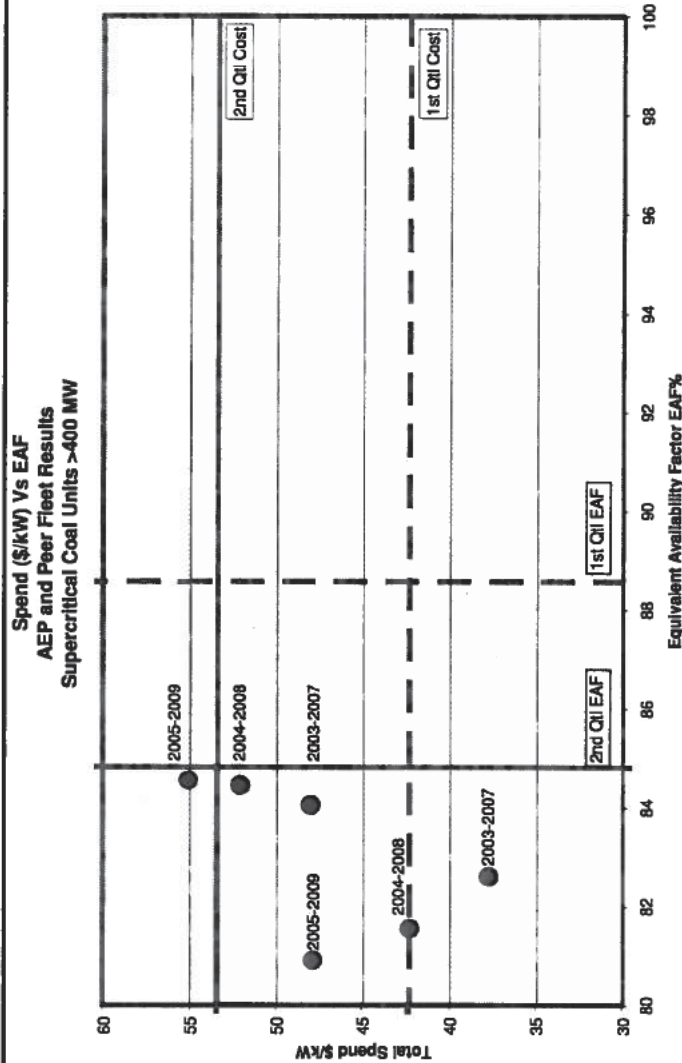 Spend ($/kW) Vs EAF
AEP and Peer Fleet Results
Supercritical Coal Units >400 MW
60
55
50
45
40
35
30
Total Spend $/kW
2nd Qtl Cost
1st Qtl Cost
2nd Qtl EAF
1st Qtl EAF
2005-2009
2004-2008
2003-2007
2005-2009
2004-2008
2003-2007
80
82
84
86
88
90
92
94
96
98
100
Equivalent Availability Factor EAF%